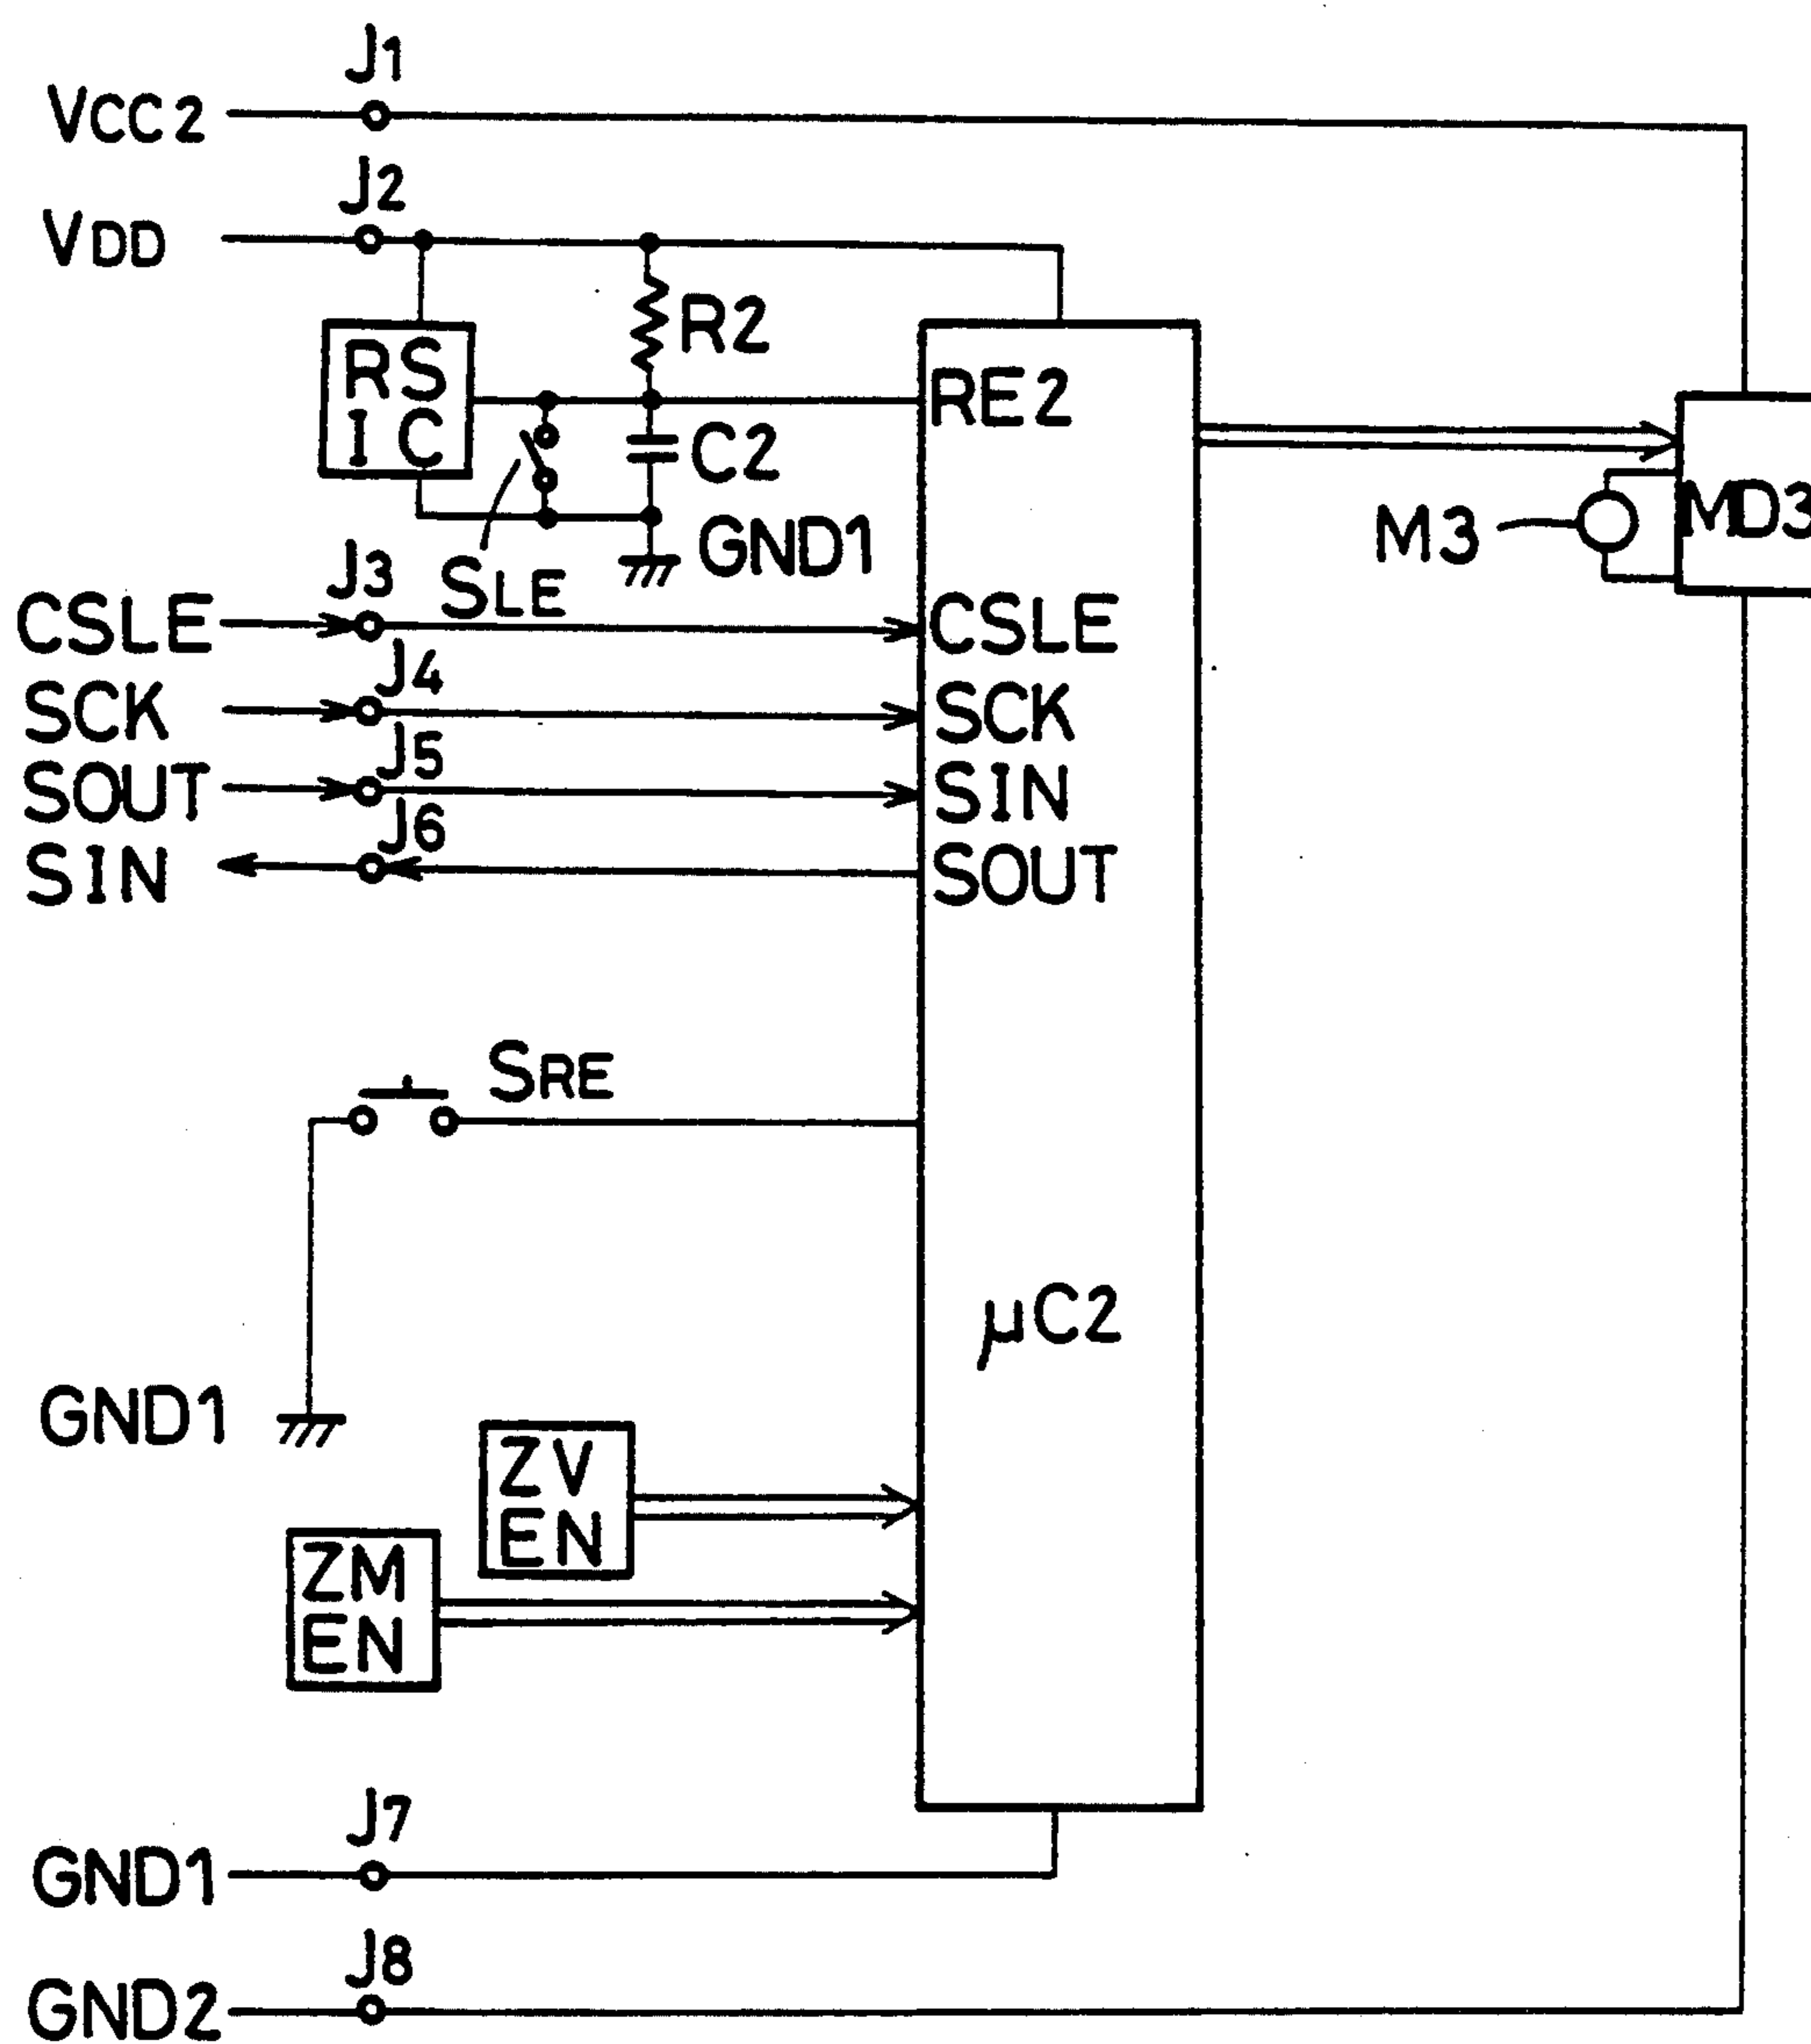 J1
VCC2
J2
VDD
R2
RS
IC
RE2
C2
MD3
M3
GND1
J3
SLE
CSLE
CSLE
J4
SCK
SCK
J5
SOUT
SIN
J6
SIN
SOUT
SRE
µC2
GND1
ZV
EN
ZM
EN
J7
GND1
J8
GND2